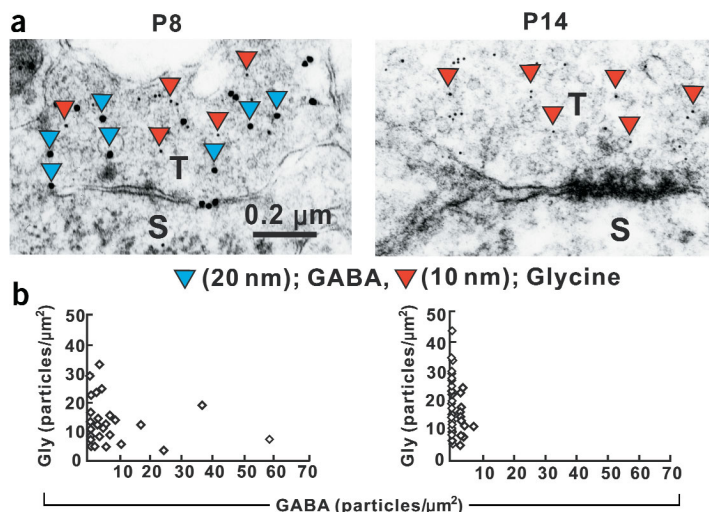 a
P8
P14
T
S
0.2 µm
T
S
(20 nm); GABA, (10 nm); Glycine
b
Gly (particles/µm²)
50
40
30
20
10
0
10 20 30 40 50 60 70
Gly (particles/µm²)
50
40
30
20
10
0
0 10 20 30 40 50 60 70
GABA (particles/µm²)